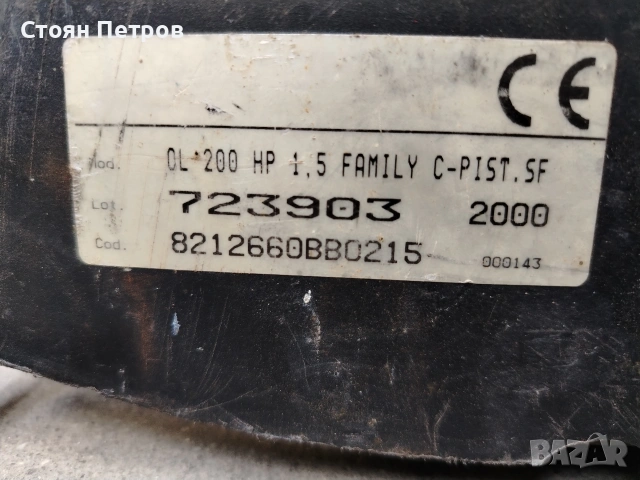 Стоян Петров
CE
Mod. OL 200 HP 1,5 FAMILY C-PIST.SF
Lot. 723903 2000
Cod. 8212660BB0215 000143
BAZAR